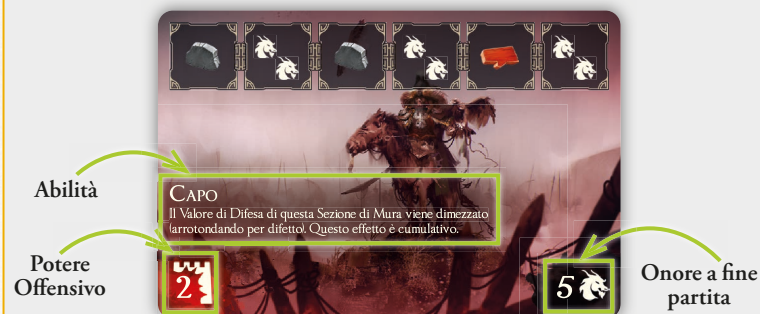 Abilità
CAPO
Il Valore di Difesa di questa Sezione di Mura viene dimezzato
(arrotondando per difetto). Questo effetto è cumulativo.
Potere
Offensivo
2
5
Onore a fine
partita